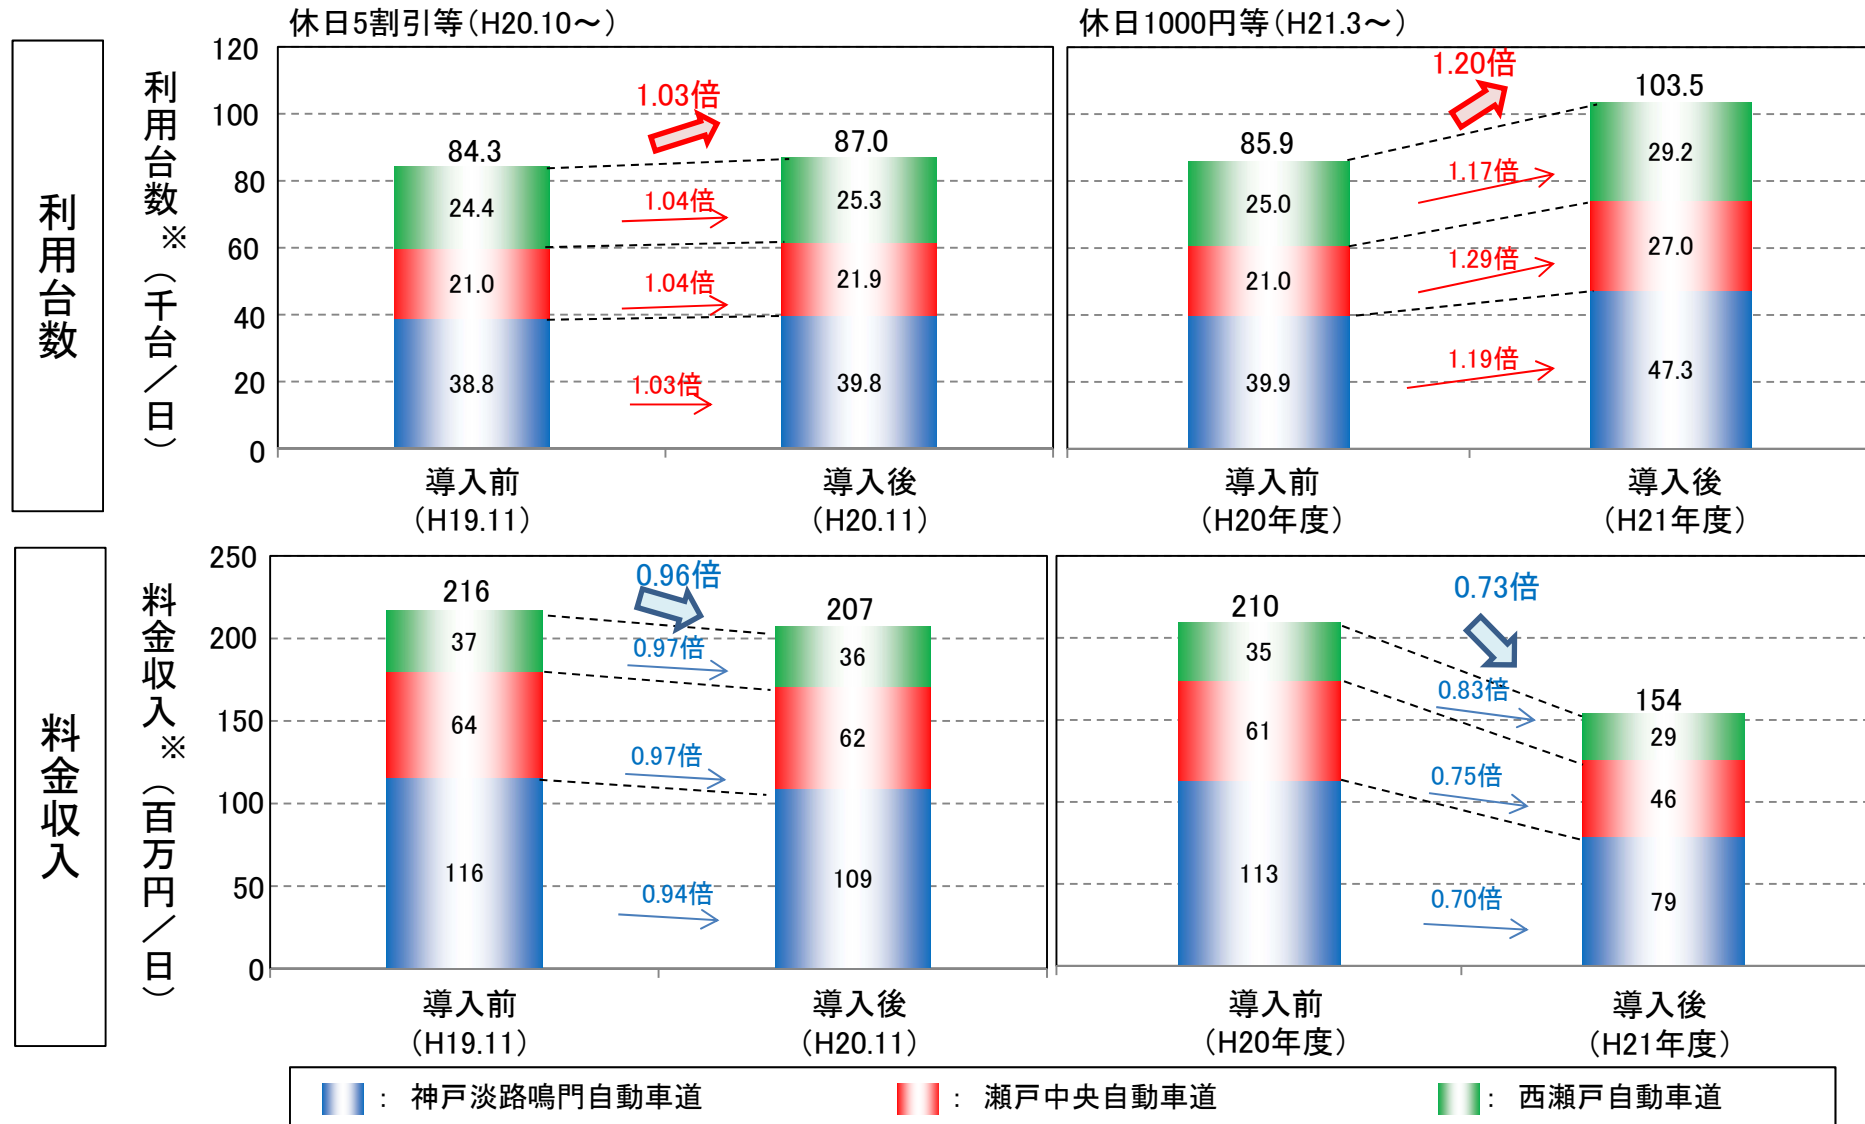 休日5割引等(H20.10～)
休日1000円等(H21.3～)
利用台数
利用台数※(千台／日)
120
100
80
60
40
20
0
84.3
24.4
21.0
38.8
1.03倍
1.04倍
1.04倍
1.03倍
87.0
25.3
21.9
39.8
導入前
(H19.11)
導入後
(H20.11)
85.9
25.0
21.0
39.9
1.20倍
1.17倍
1.29倍
1.19倍
103.5
29.2
27.0
47.3
導入前
(H20年度)
導入後
(H21年度)
料金収入
料金収入※(百万円／日)
250
200
150
100
50
0
216
37
64
116
0.96倍
0.97倍
0.97倍
0.94倍
207
36
62
109
導入前
(H19.11)
導入後
(H20.11)
210
35
61
113
0.73倍
0.83倍
0.75倍
0.70倍
154
29
46
79
導入前
(H20年度)
導入後
(H21年度)
： 神戸淡路鳴門自動車道
： 瀬戸中央自動車道
： 西瀬戸自動車道